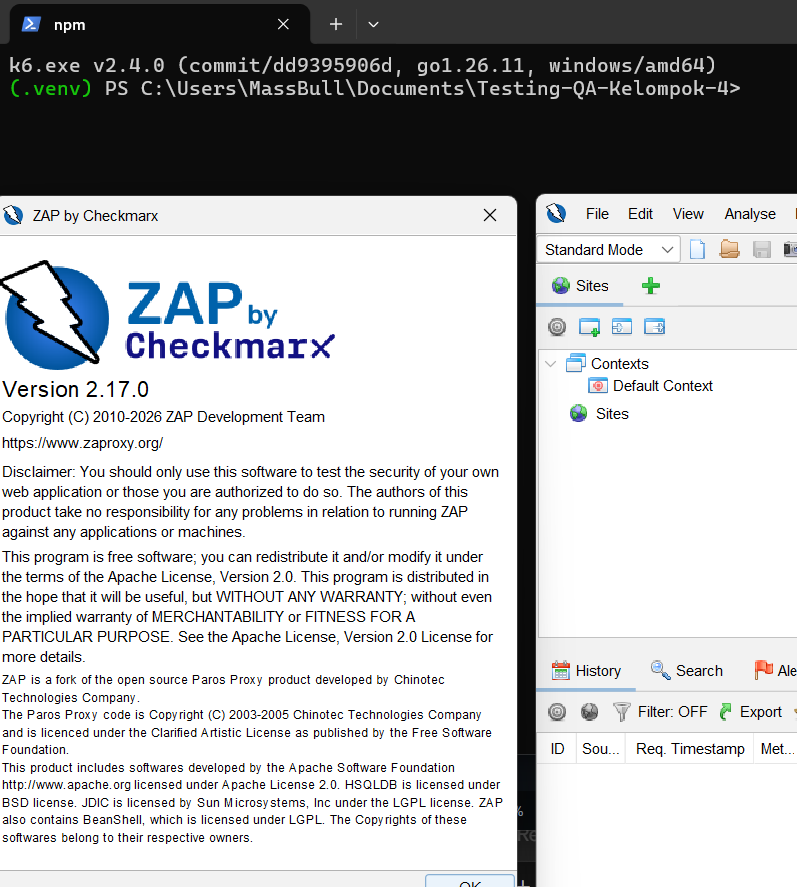 npm
k6.exe v2.4.0 (commit/dd9395906d, go1.26.11, windows/amd64)
(.venv) PS C:\Users\MassBull\Documents\Testing-QA-Kelompok-4>
ZAP by Checkmarx
ZAP by
Checkmarx
Version 2.17.0
Copyright (C) 2010-2026 ZAP Development Team
https://www.zaproxy.org/
Disclaimer: You should only use this software to test the security of your own
web application or those you are authorized to do so. The authors of this
product take no responsibility for any problems in relation to running ZAP
against any applications or machines.
This program is free software; you can redistribute it and/or modify it under
the terms of the Apache License, Version 2.0. This program is distributed in
the hope that it will be useful, but WITHOUT ANY WARRANTY; without even
the implied warranty of MERCHANTABILITY or FITNESS FOR A
PARTICULAR PURPOSE. See the Apache License, Version 2.0 License for
more details.
ZAP is a fork of the open source Paros Proxy product developed by Chinotec
Technologies Company.
The Paros Proxy code is Copyright (C) 2003-2005 Chinotec Technologies Company
and is licenced under the Clarified Artistic License as published by the Free Software
Foundation.
This product includes softwares developed by the Apache Software Foundation
http://www.apache.org licensed under Apache License 2.0. HSQLDB is licensed under
BSD license. JDIC is licensed by Sun Microsystems, Inc under the LGPL license. ZAP
also contains BeanShell, which is licensed under LGPL. The Copyrights of these
softwares belong to their respective owners.
OK
File Edit View Analyse
Standard Mode
Sites
Contexts
Default Context
Sites
History Search Ale
Filter: OFF Export
ID Sou... Req. Timestamp Met...
%